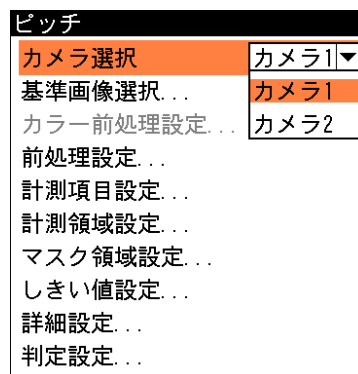 ピッチ
カメラ選択 カメラ1▼
基準画像選択... カメラ1
カラー前処理設定... カメラ2
前処理設定...
計測項目設定...
計測領域設定...
マスク領域設定...
しきい値設定...
詳細設定...
判定設定...